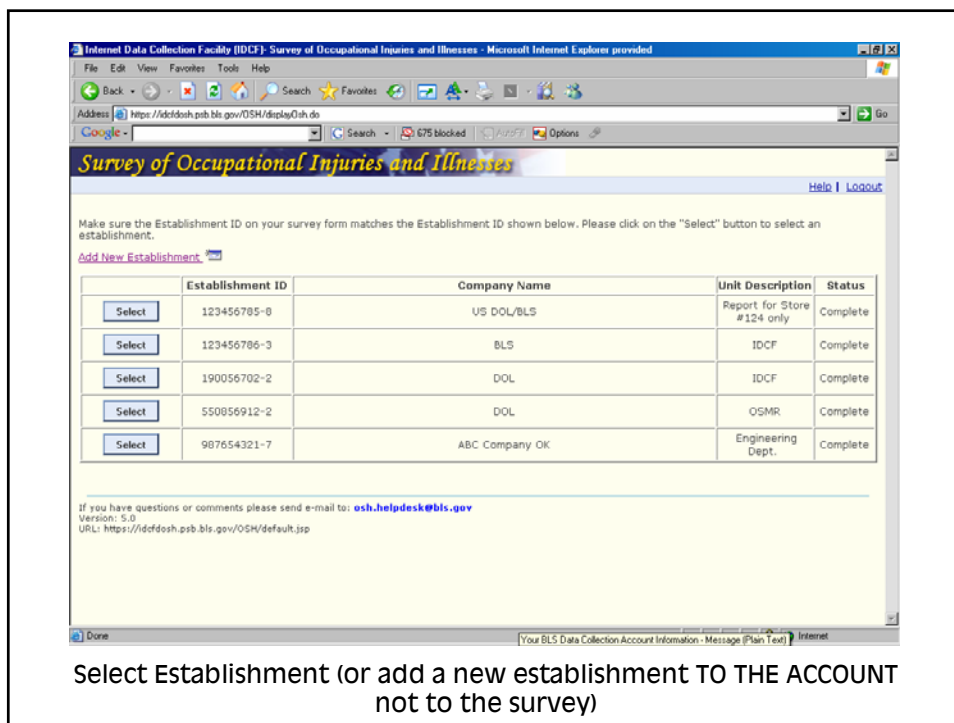 Internet Data Collection Facility (IDCF)- Survey of Occupational Injuries and Illnesses - Microsoft Internet Explorer provided
File Edit View Favorites Tools Help
Back Search Favorites
Address https://idcfdosh.psb.bls.gov/OSH/displayOsh.do Go
Google Search 675 blocked AutoFill Options
Survey of Occupational Injuries and Illnesses
Help | Logout
Make sure the Establishment ID on your survey form matches the Establishment ID shown below. Please click on the "Select" button to select an
establishment.
Add New Establishment
Establishment ID Company Name Unit Description Status
Select 123456785-8 US DOL/BLS Report for Store #124 only Complete
Select 123456786-3 BLS IDCF Complete
Select 190056702-2 DOL IDCF Complete
Select 550856912-2 DOL OSMR Complete
Select 987654321-7 ABC Company OK Engineering Dept. Complete
If you have questions or comments please send e-mail to: osh.helpdesk@bls.gov
Version: 5.0
URL: https://idcfdosh.psb.bls.gov/OSH/default.jsp
Done Your BLS Data Collection Account Information - Message (Plain Text) Internet
Select Establishment (or add a new establishment TO THE ACCOUNT
not to the survey)